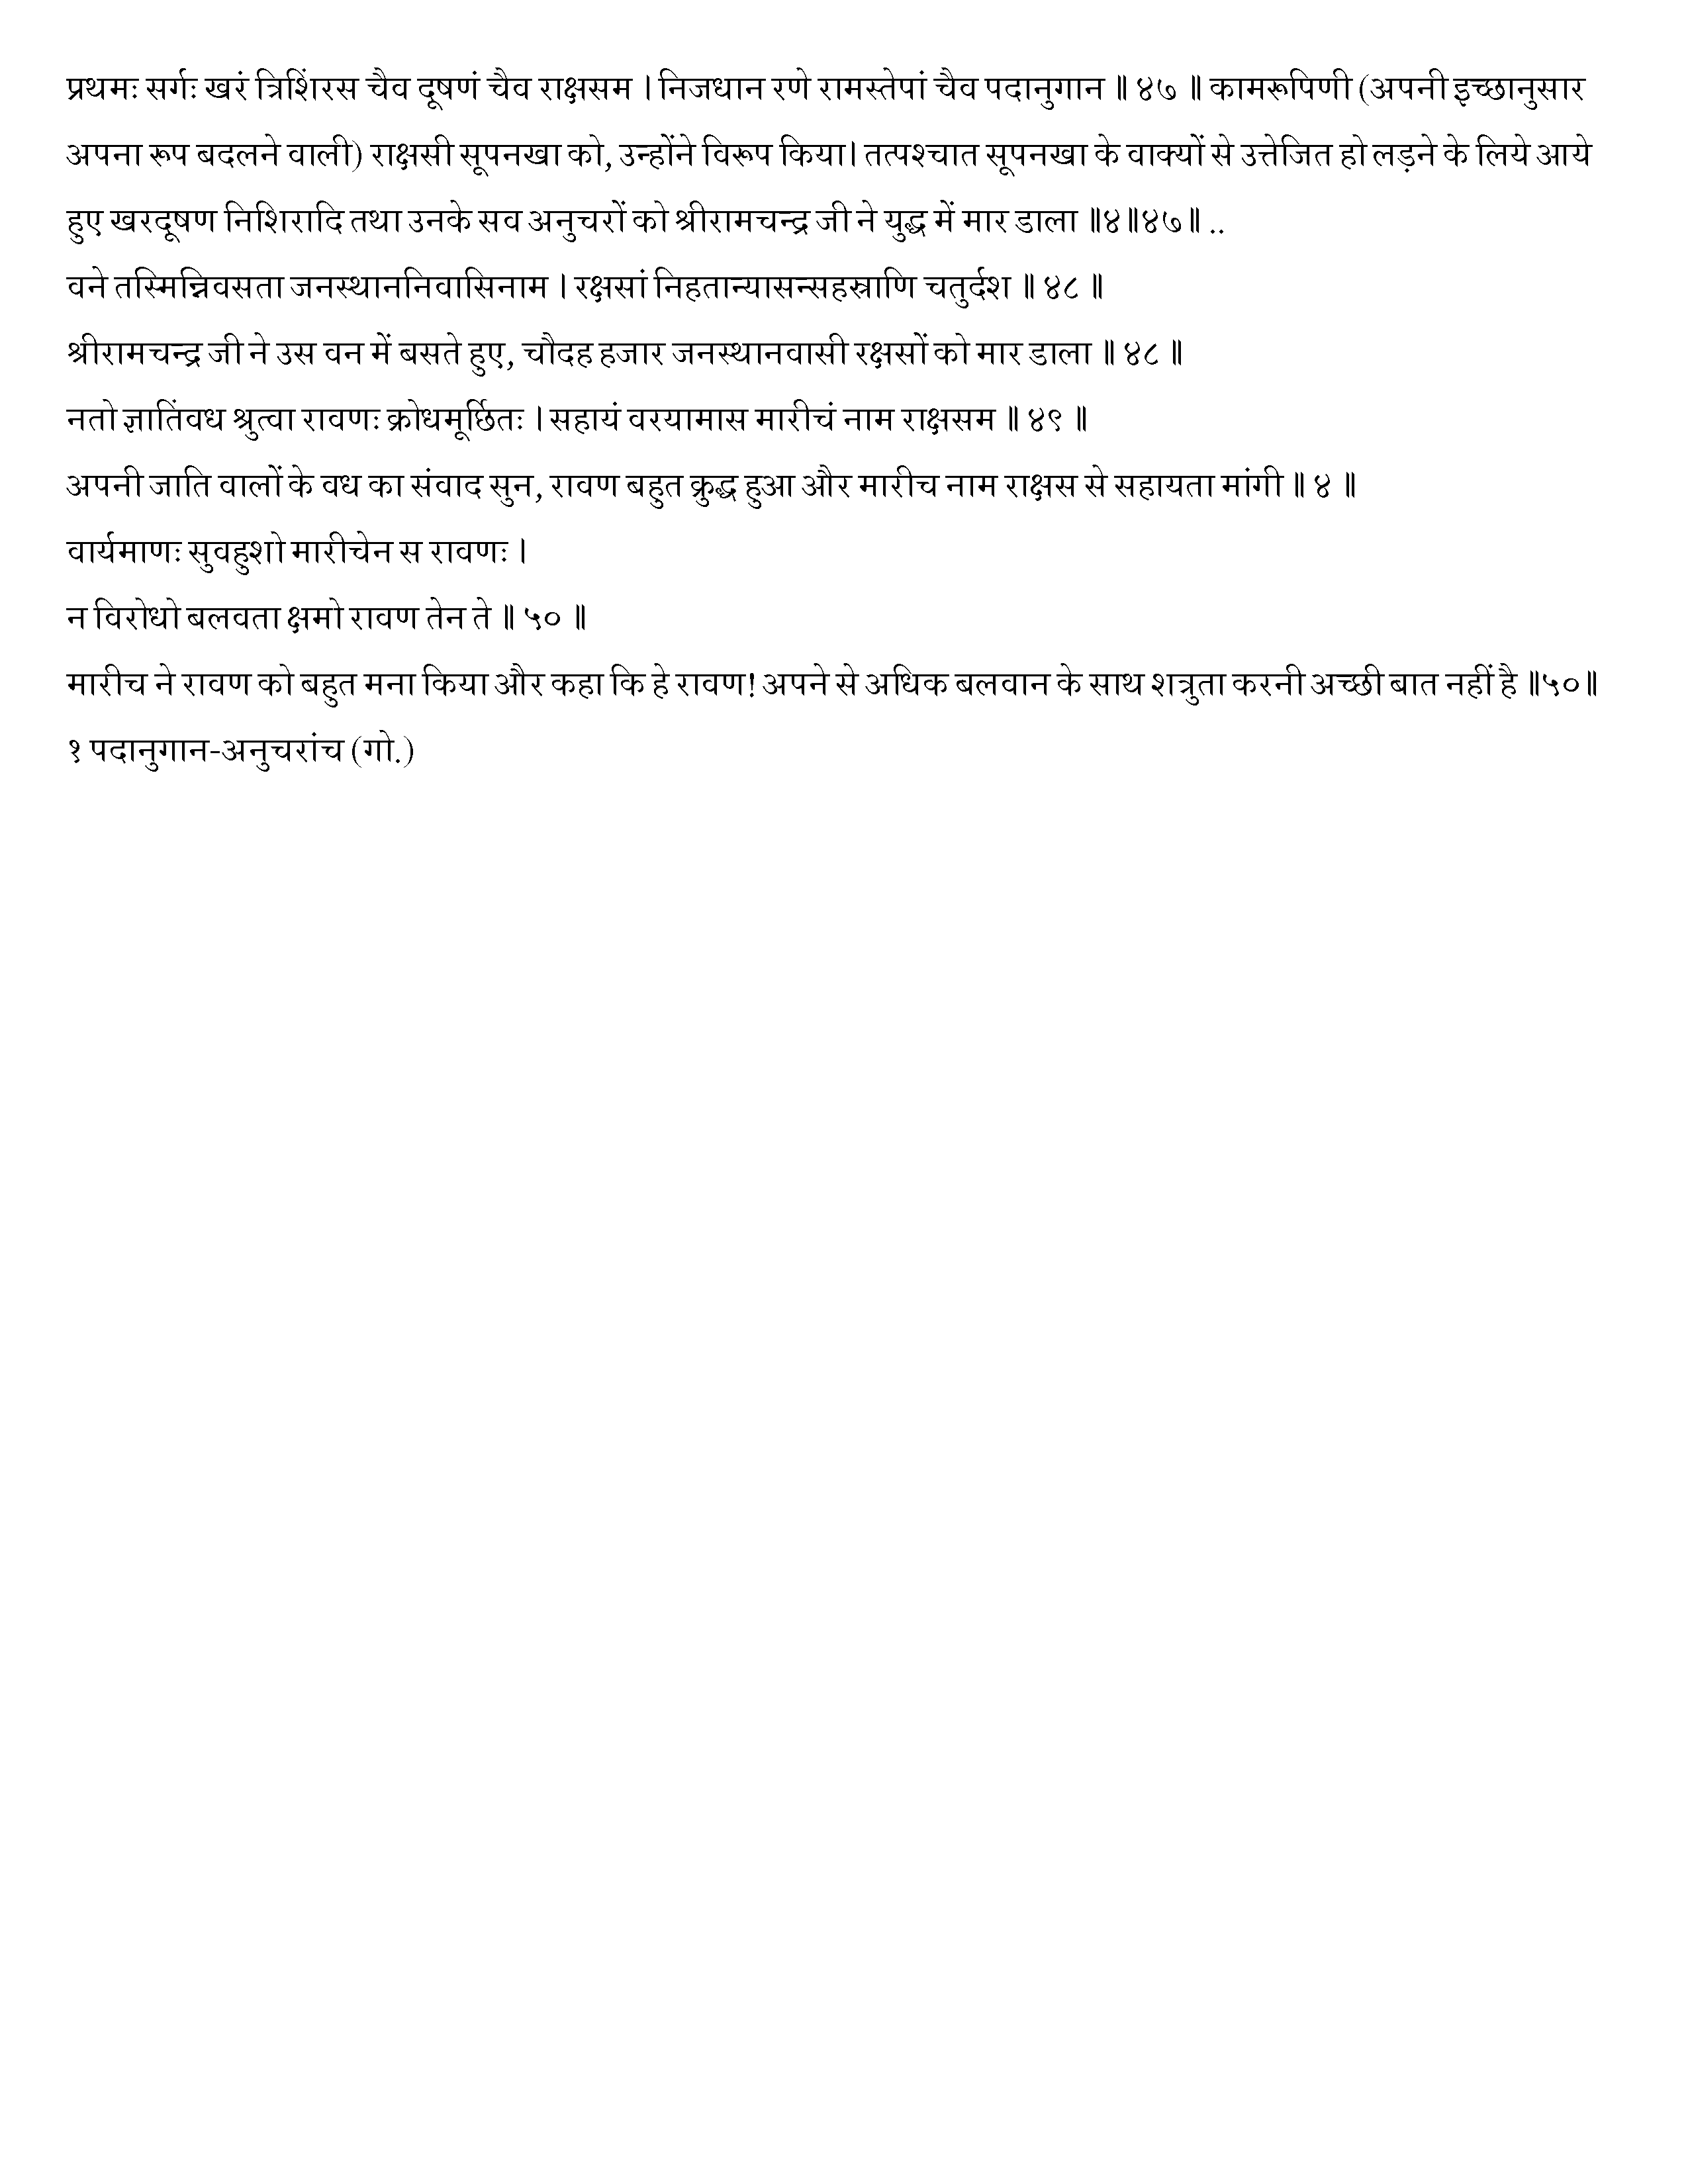 प्रथमः सर्गः खरं त्रिशिंरस चैव दूषणं चैव राक्षसम । निजधान रणे रामस्तेपां चैव पदानुगान ॥ ४७ ॥ कामरूपिणी (अपनी इच्छानुसार
अपना रूप बदलने वाली) राक्षसी सूपनखा को, उन्होंने विरूप किया। तत्पश्चात सूपनखा के वाक्यों से उत्तेजित हो लड़ने के लिये आये
हुए खरदूषण निशिरादि तथा उनके सव अनुचरों को श्रीरामचन्द्र जी ने युद्ध में मार डाला ॥४॥४७॥ ..
वने तस्मिन्निवसता जनस्थाननिवासिनाम । रक्षसां निहतान्यासन्सहस्राणि चतुर्दश ॥ ४८ ॥
श्रीरामचन्द्र जी ने उस वन में बसते हुए, चौदह हजार जनस्थानवासी रक्षसों को मार डाला ॥ ४८ ॥
नतो ज्ञातिंवध श्रुत्वा रावणः क्रोधमूर्छितः । सहायं वरयामास मारीचं नाम राक्षसम ॥ ४९ ॥
अपनी जाति वालों के वध का संवाद सुन, रावण बहुत क्रुद्ध हुआ और मारीच नाम राक्षस से सहायता मांगी ॥ ४ ॥
वार्यमाणः सुवहुशो मारीचेन स रावणः ।
न विरोधो बलवता क्षमो रावण तेन ते ॥ ५० ॥
मारीच ने रावण को बहुत मना किया और कहा कि हे रावण! अपने से अधिक बलवान के साथ शत्रुता करनी अच्छी बात नहीं है ॥५०॥
१ पदानुगान-अनुचरांच (गो.)